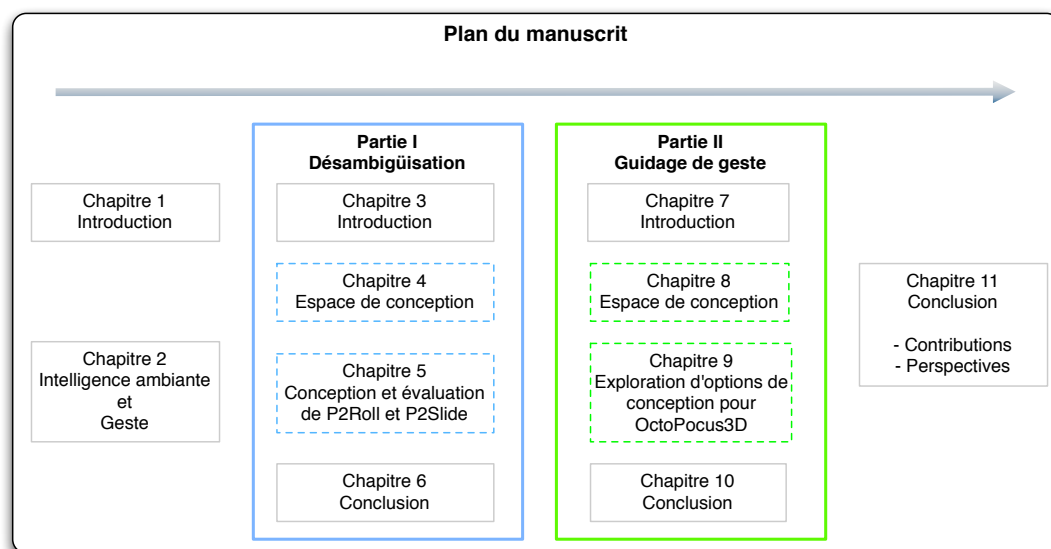 Plan du manuscrit
Chapitre 1
Introduction
Chapitre 2
Intelligence ambiante
et
Geste
Partie I
Désambigüisation
Chapitre 3
Introduction
Chapitre 4
Espace de conception
Chapitre 5
Conception et évaluation
de P2Roll et P2Slide
Chapitre 6
Conclusion
Partie II
Guidage de geste
Chapitre 7
Introduction
Chapitre 8
Espace de conception
Chapitre 9
Exploration d'options de
conception pour
OctoPocus3D
Chapitre 10
Conclusion
Chapitre 11
Conclusion
- Contributions
- Perspectives